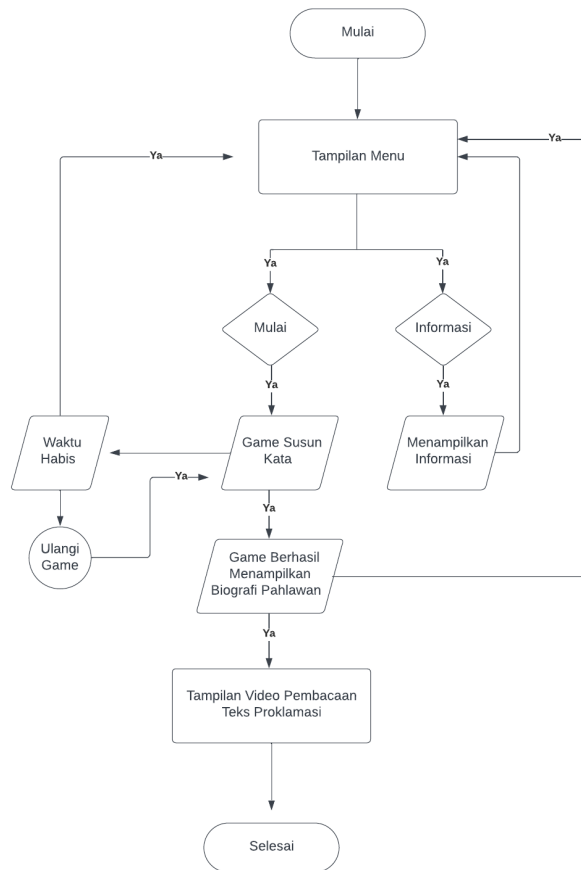 Mulai
Tampilan Menu
Ya
Ya
Ya
Ya
Mulai
Informasi
Ya
Ya
Waktu
Habis
Game Susun
Kata
Menampilkan
Informasi
Ya
Ya
Ulangi
Game
Game Berhasil
Menampilkan
Biografi Pahlawan
Ya
Tampilan Video Pembacaan
Teks Proklamasi
Selesai